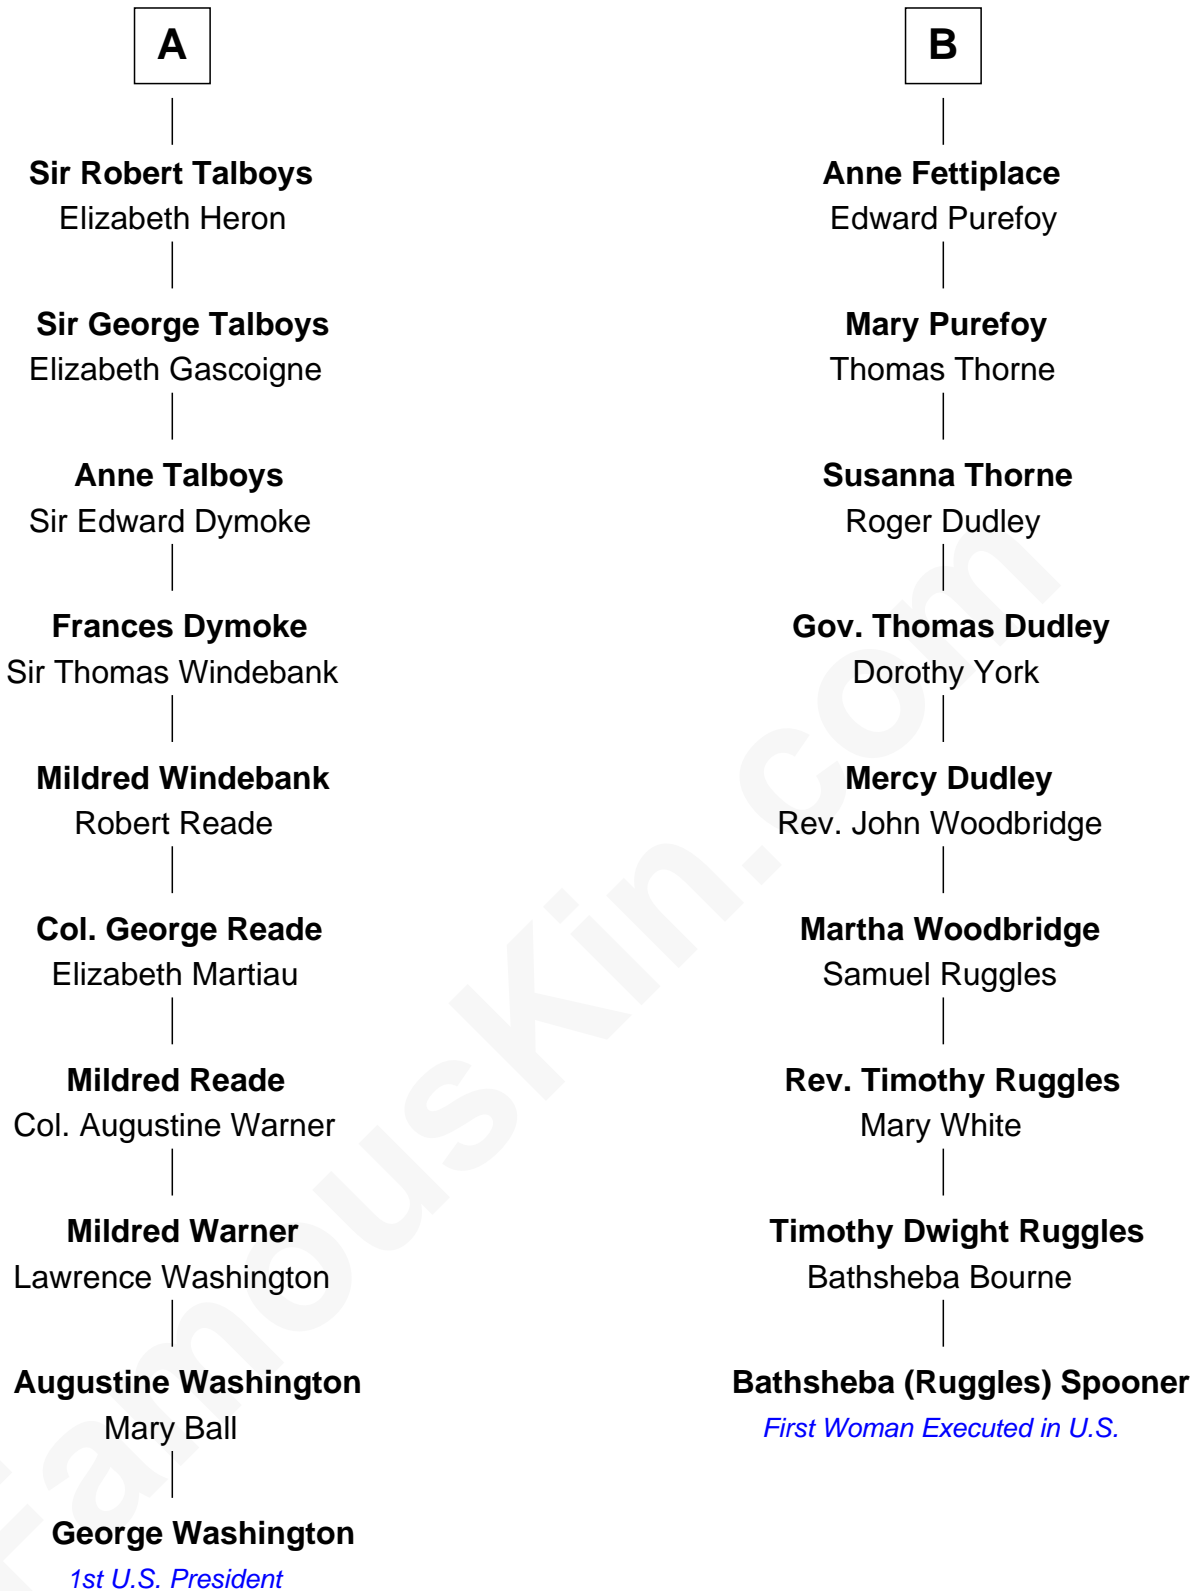 A
Sir Robert Talboys
Elizabeth Heron
Sir George Talboys
Elizabeth Gascoigne
Anne Talboys
Sir Edward Dymoke
Frances Dymoke
Sir Thomas Windebank
Mildred Windebank
Robert Reade
Col. George Reade
Elizabeth Martiau
Mildred Reade
Col. Augustine Warner
Mildred Warner
Lawrence Washington
Augustine Washington
Mary Ball
George Washington
1st U.S. President
B
Anne Fettiplace
Edward Purefoy
Mary Purefoy
Thomas Thorne
Susanna Thorne
Roger Dudley
Gov. Thomas Dudley
Dorothy York
Mercy Dudley
Rev. John Woodbridge
Martha Woodbridge
Samuel Ruggles
Rev. Timothy Ruggles
Mary White
Timothy Dwight Ruggles
Bathsheba Bourne
Bathsheba (Ruggles) Spooner
First Woman Executed in U.S.
FamousKin.com